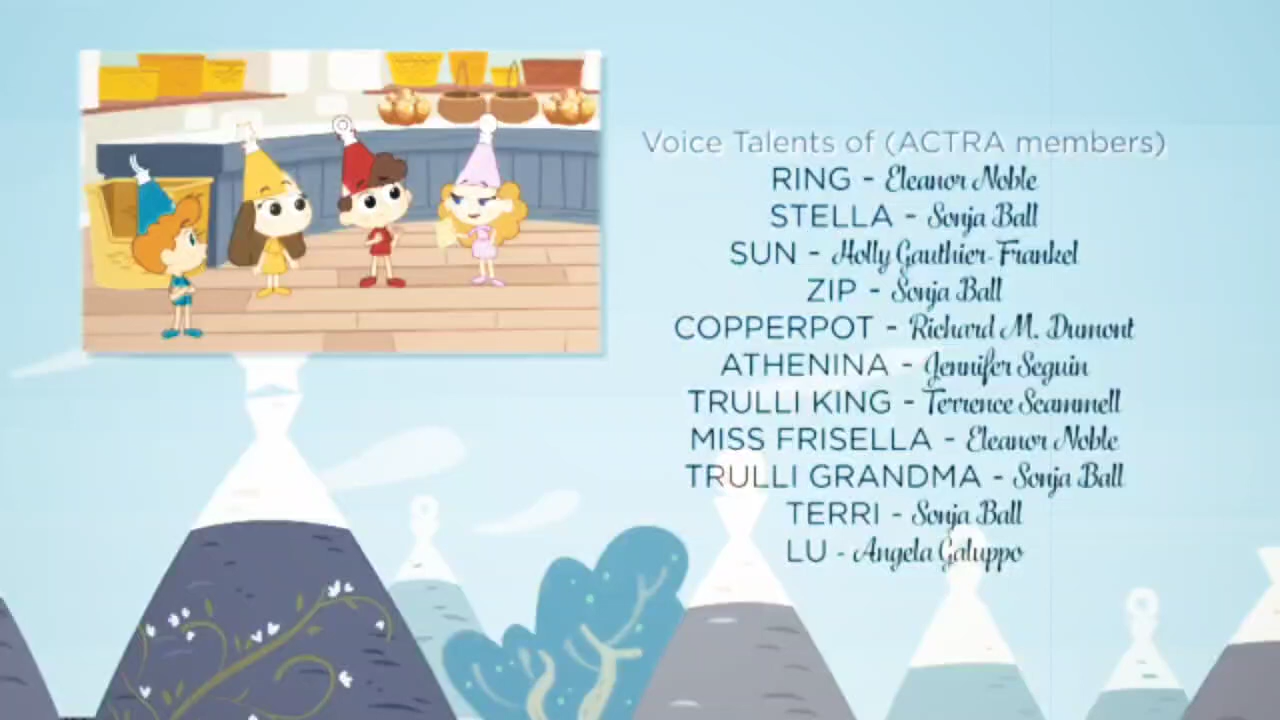 Voice Talents of (ACTRA members)
RING - Eleanor Noble
STELLA - Sonja Ball
SUN - Holly Gauthier-Frankel
ZIP - Sonja Ball
COPPERPOT - Richard M. Dumont
ATHENINA - Jennifer Seguin
TRULLI KING - Terrence Scammell
MISS FRISELLA - Eleanor Noble
TRULLI GRANDMA - Sonja Ball
TERRI - Sonja Ball
LU - Angela Galuppo